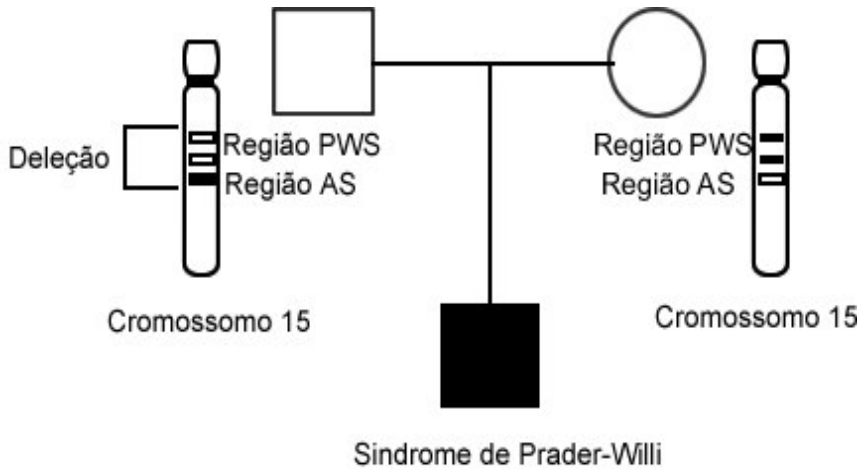 Região PWS
Região PWS
Deleção
Região AS
Região AS
Cromossomo 15
Cromossomo 15
Sindrome de Prader-Willi